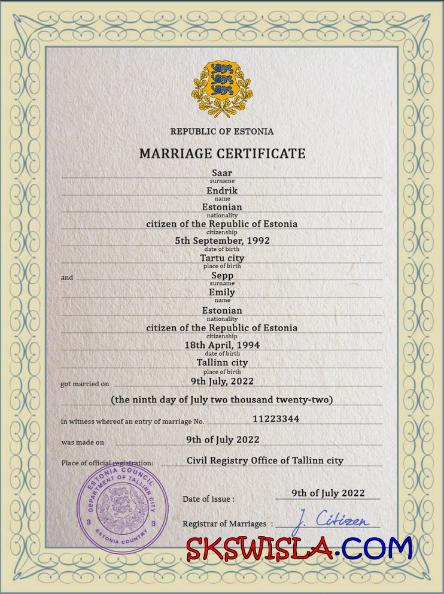 REPUBLIC OF ESTONIA
MARRIAGE CERTIFICATE
Saar
surname
Endrik
name
Estonian
nationality
citizen of the Republic of Estonia
citizenship
5th September, 1992
date of birth
Tartu city
place of birth
and
Sepp
surname
Emily
name
Estonian
nationality
citizen of the Republic of Estonia
citizenship
18th April, 1994
date of birth
Tallinn city
place of birth
got married on 9th July, 2022
(the ninth day of July two thousand twenty-two)
in witness whereof an entry of marriage No. 11223344
was made on 9th of July 2022
Place of official registration: Civil Registry Office of Tallinn city
ESTONIA COUNCIL
DEPARTMENT OF TALLINN CITY
3 3
ESTONIA COUNTRY
Date of Issue : 9th of July 2022
Registrar of Marriages : J. Citizen
SKSWISLA.COM